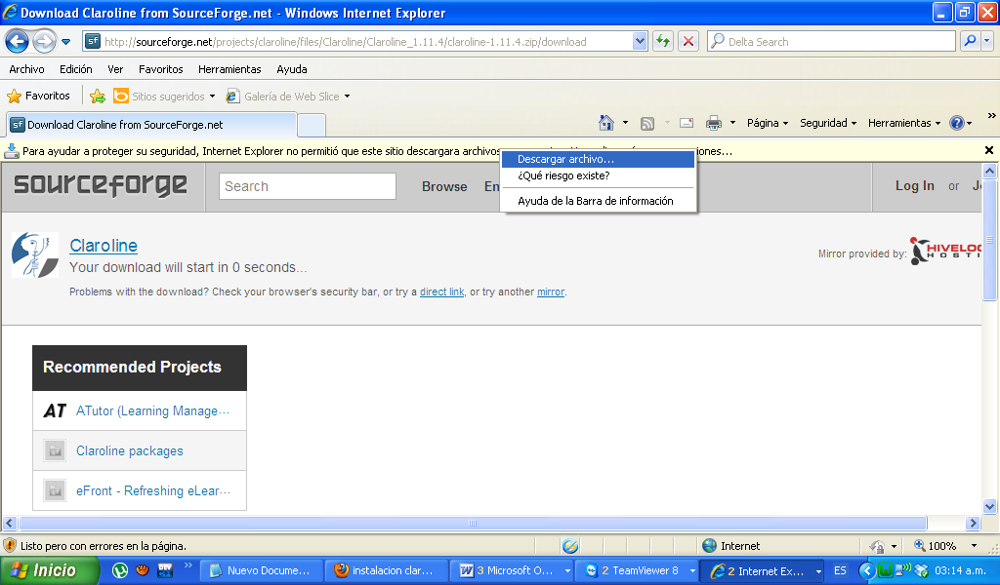 Download Claroline from SourceForge.net - Windows Internet Explorer
http://sourceforge.net/projects/claroline/files/Claroline/Claroline_1.11.4/claroline-1.11.4.zip/download
Delta Search
Archivo Edición Ver Favoritos Herramientas Ayuda
Favoritos Sitios sugeridos Galería de Web Slice
Download Claroline from SourceForge.net
Página Seguridad Herramientas »
Para ayudar a proteger su seguridad, Internet Explorer no permitió que este sitio descargara archivos
Descargar archivo...
¿Qué riesgo existe?
Ayuda de la Barra de información
sourceforge Search Browse En Log In or
Claroline
Your download will start in 0 seconds...
Mirror provided by: HIVELOC
HOSTI
Problems with the download? Check your browser's security bar, or try a direct link, or try another mirror.
Recommended Projects
AT ATutor (Learning Manage...
Claroline packages
eFront - Refreshing eLear...
Listo pero con errores en la página. Internet 100%
Inicio » Nuevo Docume... instalacion clar... 3 Microsoft O... 2 TeamViewer 8 2 Internet Ex... ES 03:14 a.m.